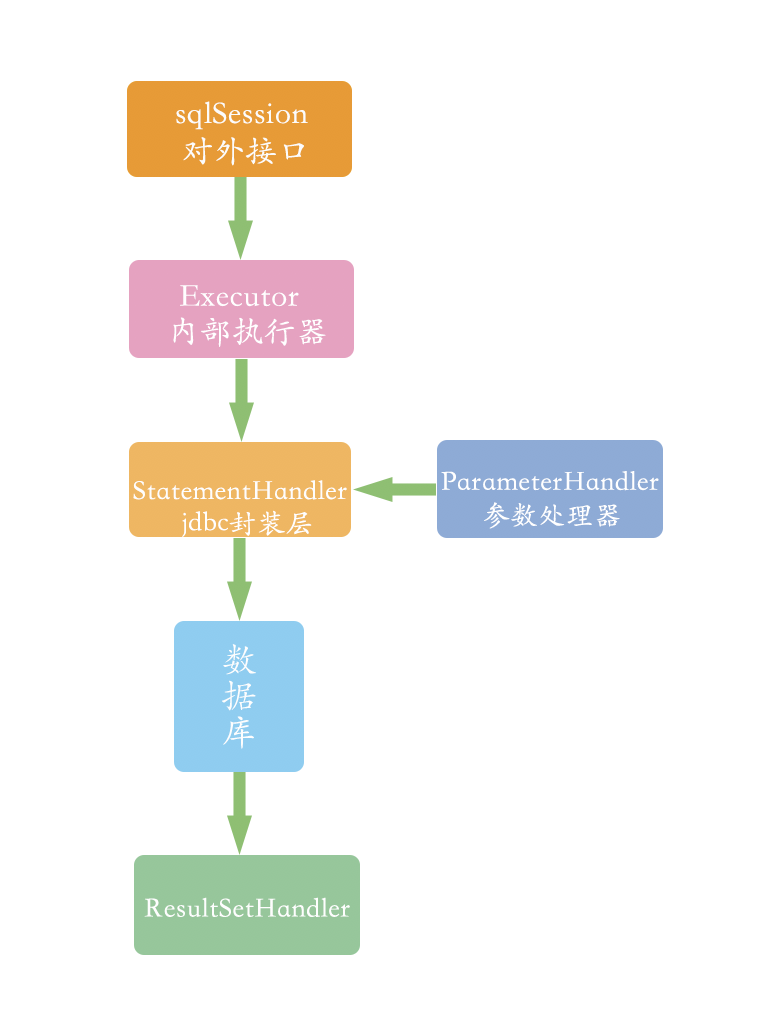 sqlSession
对外接口
Executor
内部执行器
StatementHandler
jdbc封装层
ParameterHandler
参数处理器
数
据
库
ResultSetHandler